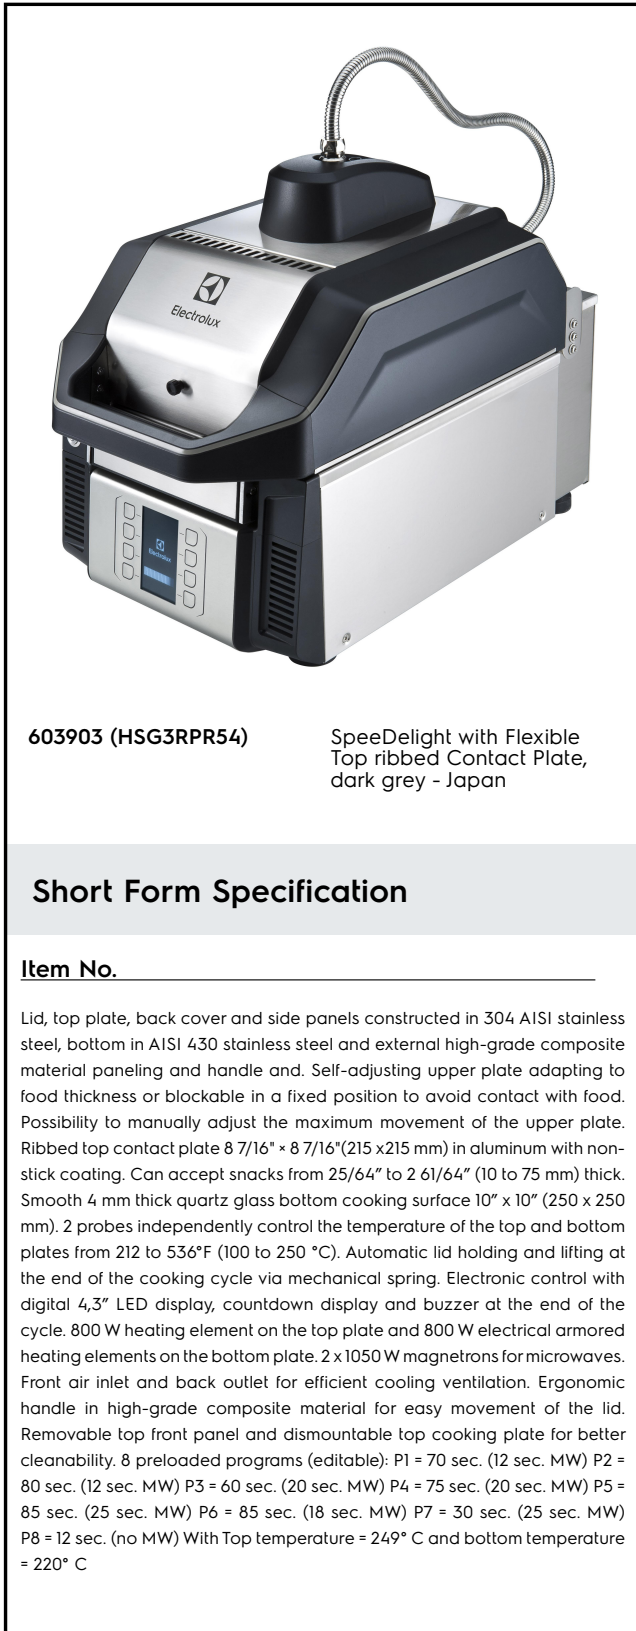 Electrolux
Electrolux
603903 (HSG3RPR54)
SpeeDelight with Flexible
Top ribbed Contact Plate,
dark grey - Japan
Short Form Specification
Item No.
Lid, top plate, back cover and side panels constructed in 304 AISI stainless
steel, bottom in AISI 430 stainless steel and external high-grade composite
material paneling and handle and. Self-adjusting upper plate adapting to
food thickness or blockable in a fixed position to avoid contact with food.
Possibility to manually adjust the maximum movement of the upper plate.
Ribbed top contact plate 8 7/16" × 8 7/16"(215 x215 mm) in aluminum with non-
stick coating. Can accept snacks from 25/64” to 2 61/64” (10 to 75 mm) thick.
Smooth 4 mm thick quartz glass bottom cooking surface 10” x 10” (250 x 250
mm). 2 probes independently control the temperature of the top and bottom
plates from 212 to 536°F (100 to 250 °C). Automatic lid holding and lifting at
the end of the cooking cycle via mechanical spring. Electronic control with
digital 4,3” LED display, countdown display and buzzer at the end of the
cycle. 800 W heating element on the top plate and 800 W electrical armored
heating elements on the bottom plate. 2 x 1050 W magnetrons for microwaves.
Front air inlet and back outlet for efficient cooling ventilation. Ergonomic
handle in high-grade composite material for easy movement of the lid.
Removable top front panel and dismountable top cooking plate for better
cleanability. 8 preloaded programs (editable): P1 = 70 sec. (12 sec. MW) P2 =
80 sec. (12 sec. MW) P3 = 60 sec. (20 sec. MW) P4 = 75 sec. (20 sec. MW) P5 =
85 sec. (25 sec. MW) P6 = 85 sec. (18 sec. MW) P7 = 30 sec. (25 sec. MW)
P8 = 12 sec. (no MW) With Top temperature = 249° C and bottom temperature
= 220° C